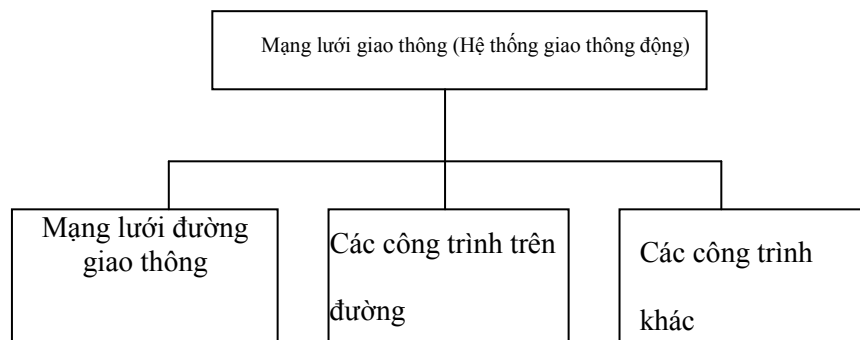 Mạng lưới giao thông (Hệ thống giao thông động)
Mạng lưới đường
giao thông
Các công trình trên
đường
Các công trình
khác